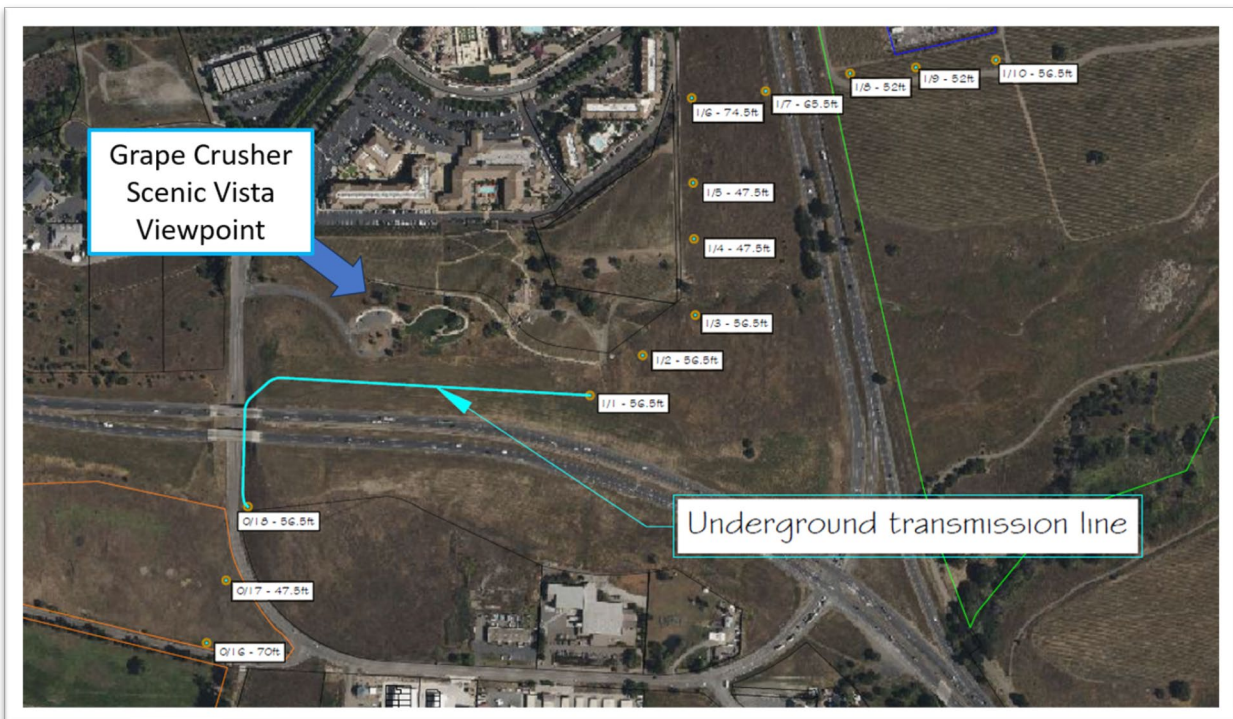 Grape Crusher
Scenic Vista
Viewpoint
1/6 - 74.5ft
1/7 - 65.5ft
1/8 - 52ft
1/9 - 52ft
1/10 - 56.5ft
1/5 - 47.5ft
1/4 - 47.5ft
1/3 - 56.5ft
1/2 - 56.5ft
1/1 - 56.5ft
Underground transmission line
0/18 - 56.5ft
0/17 - 47.5ft
0/16 - 70ft